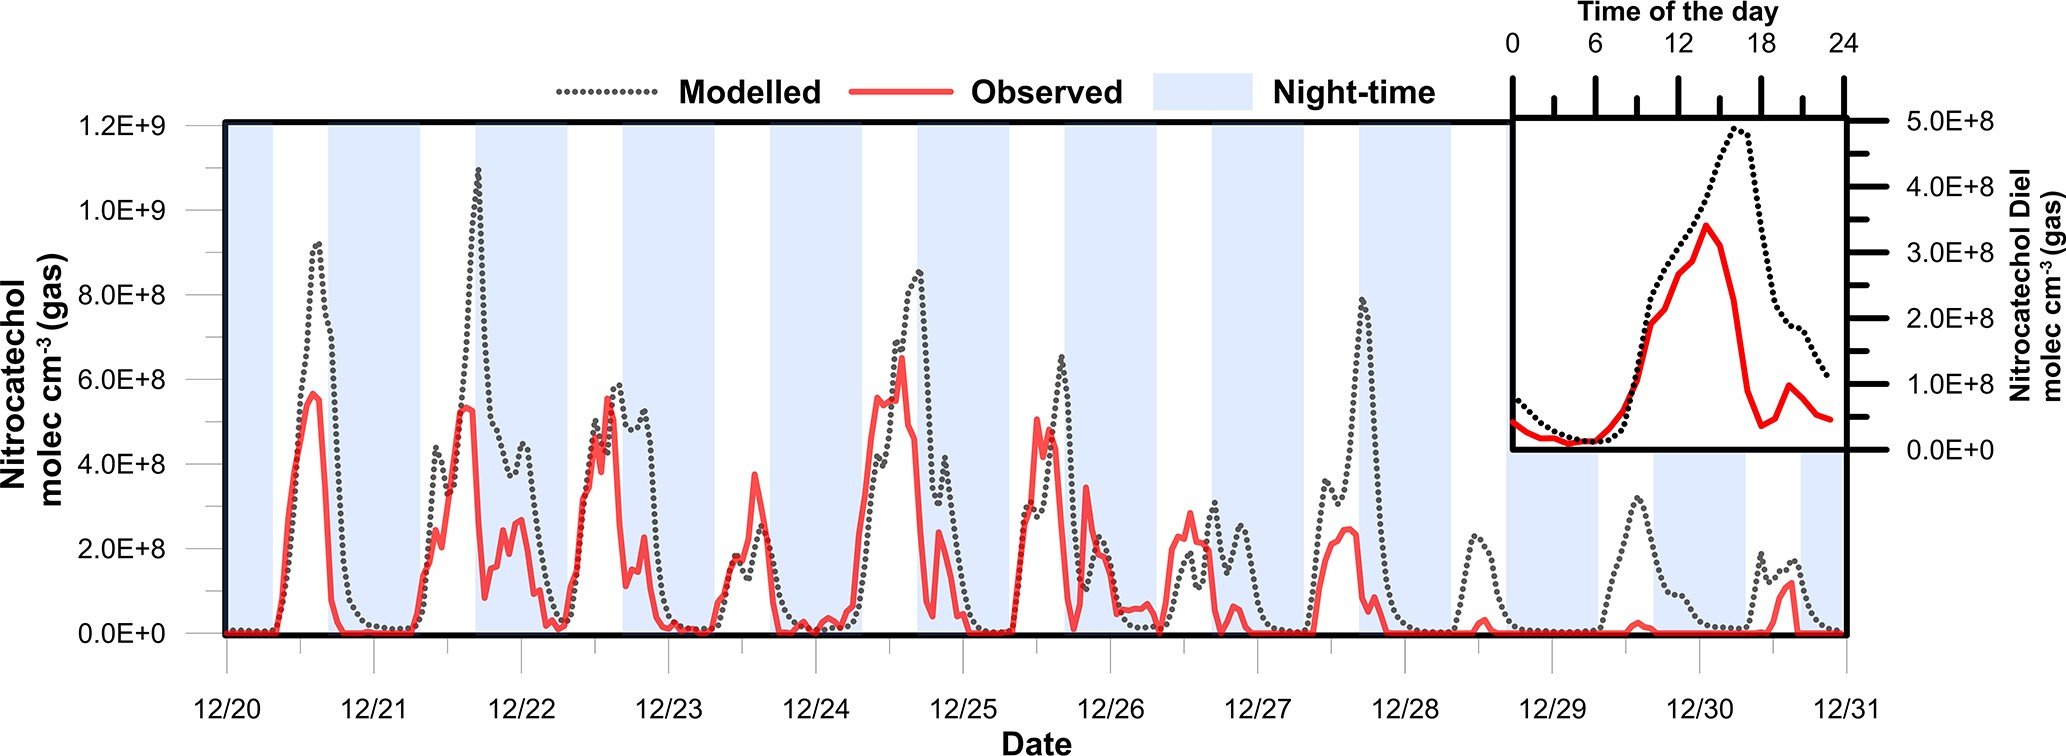 Time of the day
0 6 12 18 24
Modelled Observed Night-time
Nitrocatechol
molec cm-3 (gas)
1.2E+9
1.0E+9
8.0E+8
6.0E+8
4.0E+8
2.0E+8
0.0E+0
5.0E+8
4.0E+8
3.0E+8
2.0E+8
1.0E+8
0.0E+0
Nitrocatechol Diel
molec cm-3 (gas)
12/20 12/21 12/22 12/23 12/24 12/25 12/26 12/27 12/28 12/29 12/30 12/31
Date